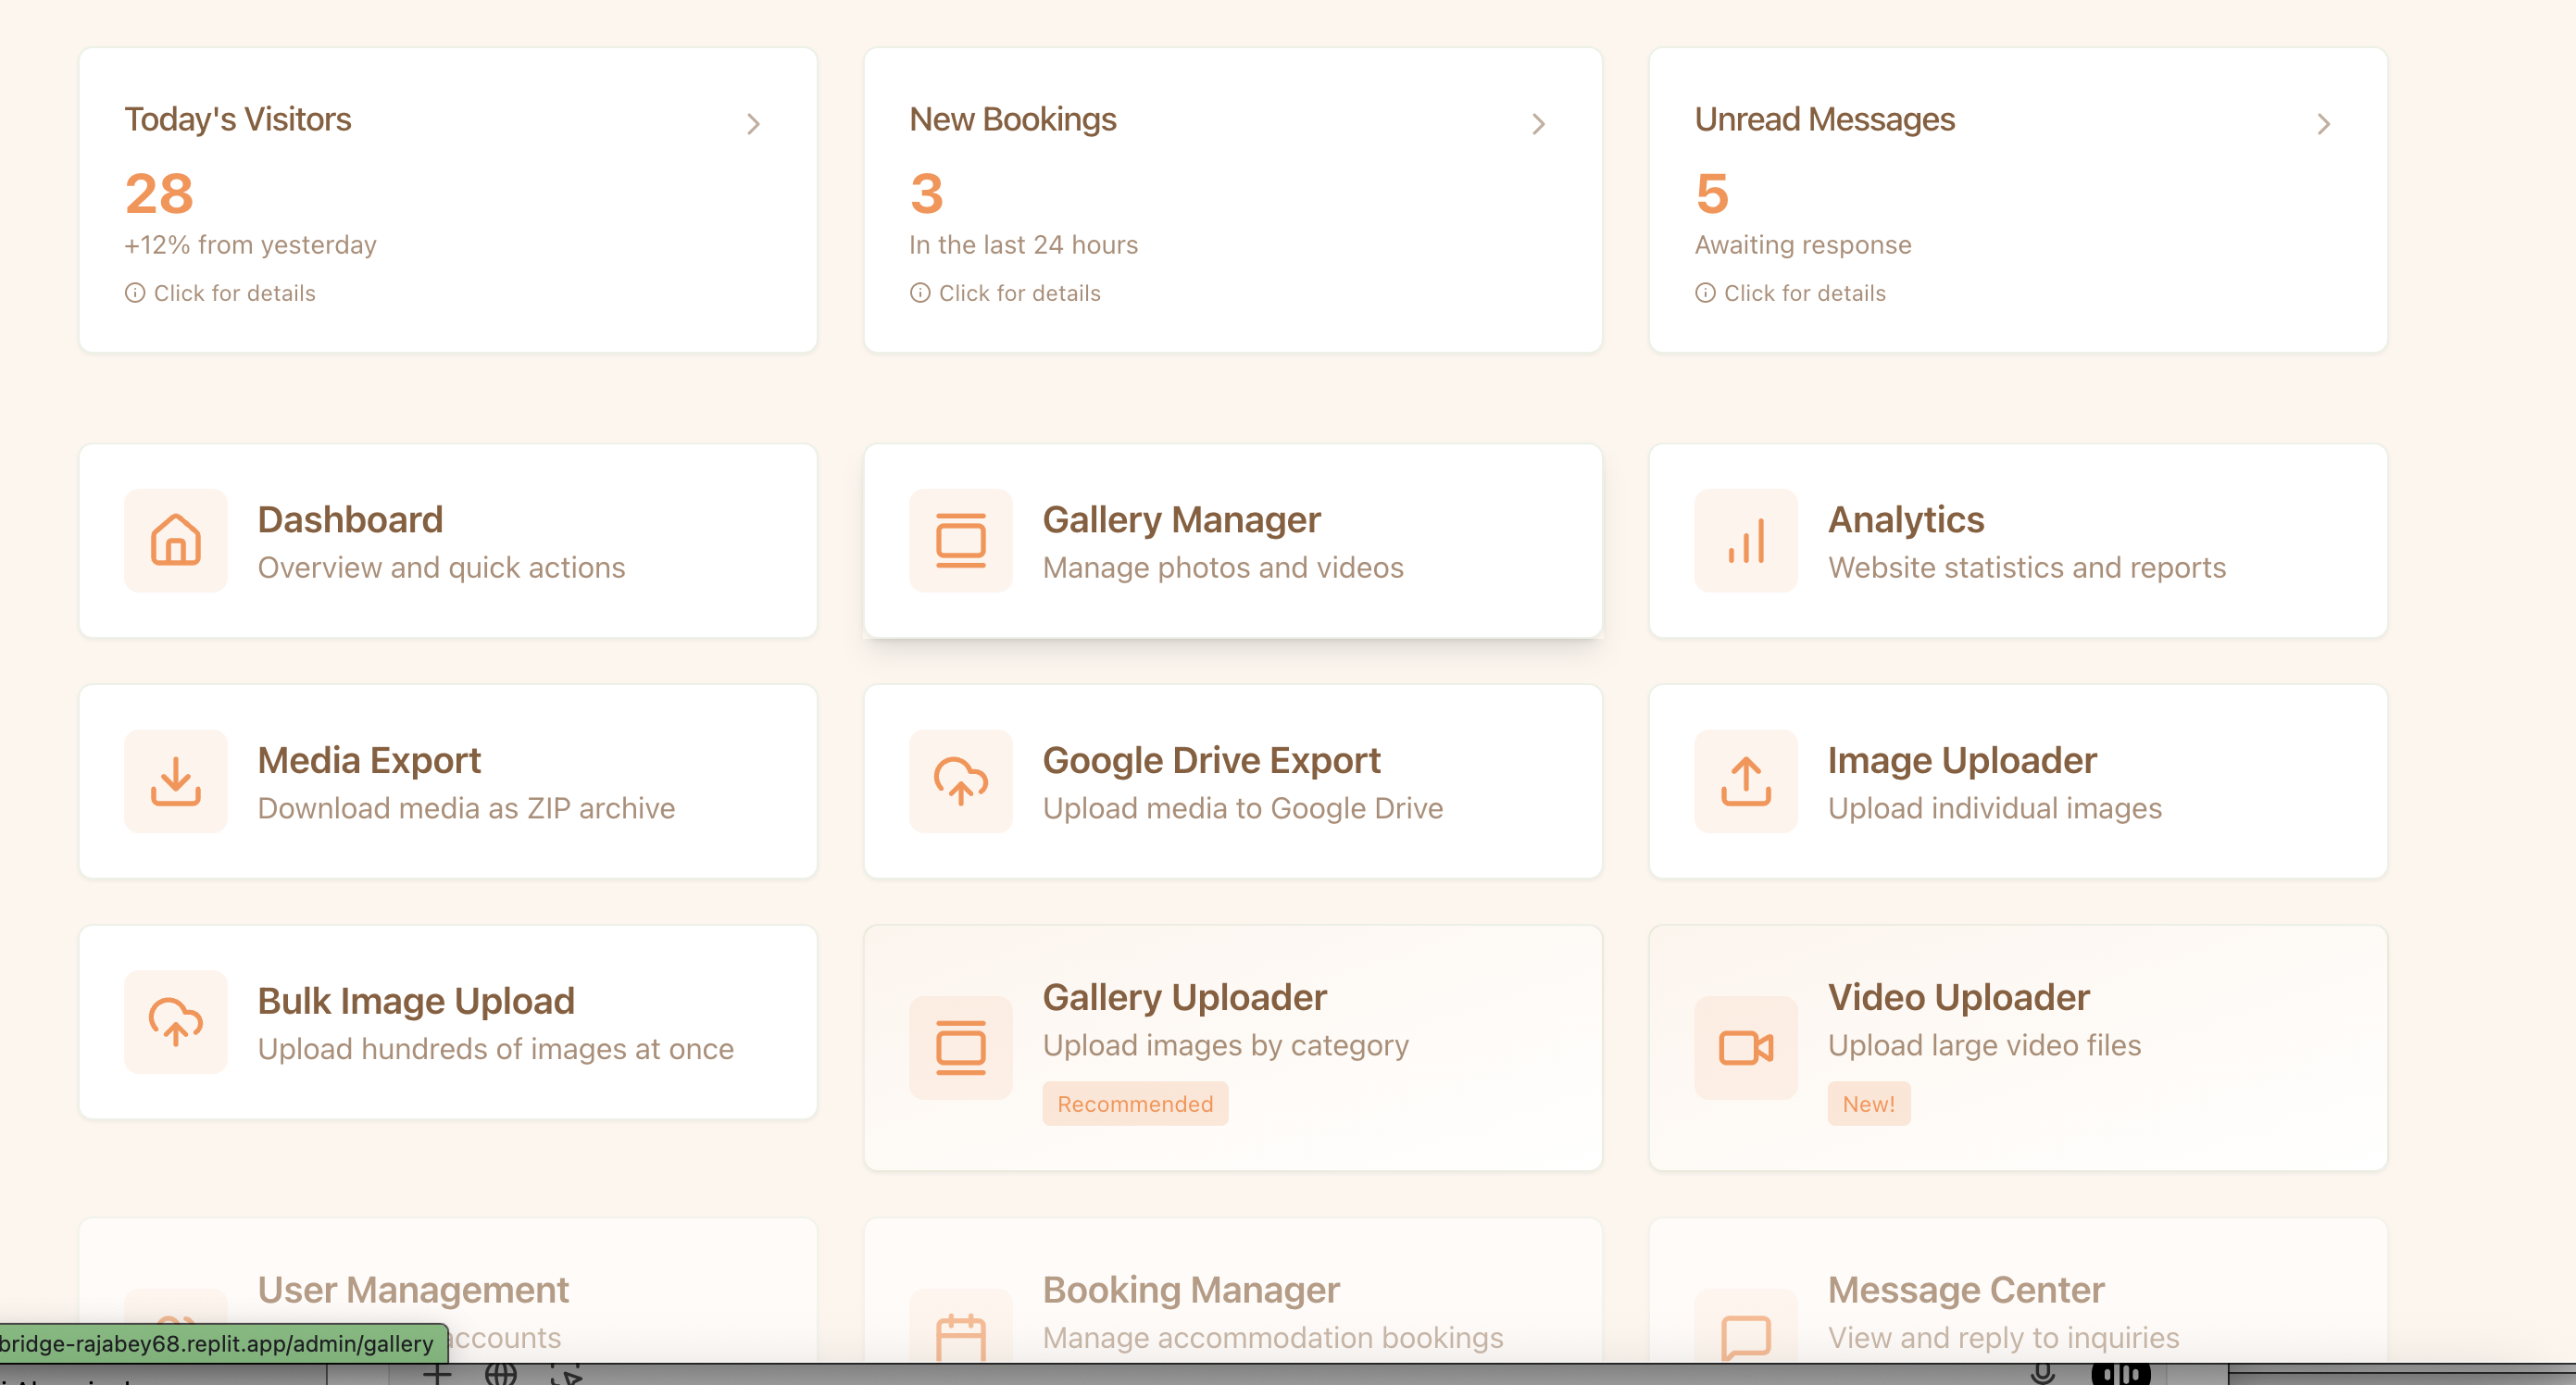 Today's Visitors
28
+12% from yesterday
Click for details
New Bookings
3
In the last 24 hours
Click for details
Unread Messages
5
Awaiting response
Click for details
Dashboard
Overview and quick actions
Gallery Manager
Manage photos and videos
Analytics
Website statistics and reports
Media Export
Download media as ZIP archive
Google Drive Export
Upload media to Google Drive
Image Uploader
Upload individual images
Bulk Image Upload
Upload hundreds of images at once
Gallery Uploader
Upload images by category
Recommended
Video Uploader
Upload large video files
New!
User Management
accounts
Booking Manager
Manage accommodation bookings
Message Center
View and reply to inquiries
bridge-rajabey68.replit.app/admin/gallery